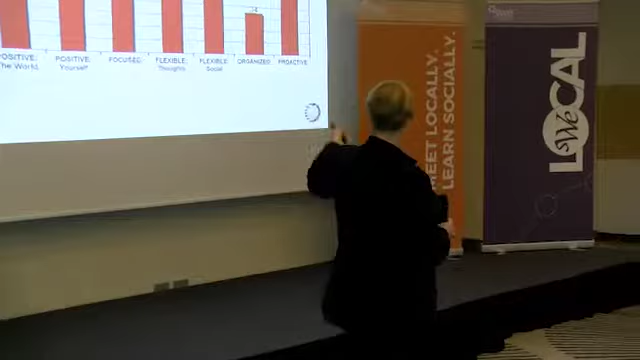 POSITIVE: The World
POSITIVE: Yourself
FOCUSED:
FLEXIBLE: Thoughts
FLEXIBLE: Social
ORGANIZED:
PROACTIVE:
MEET LOCALLY.
LEARN SOCIALLY.
LOCAL
We